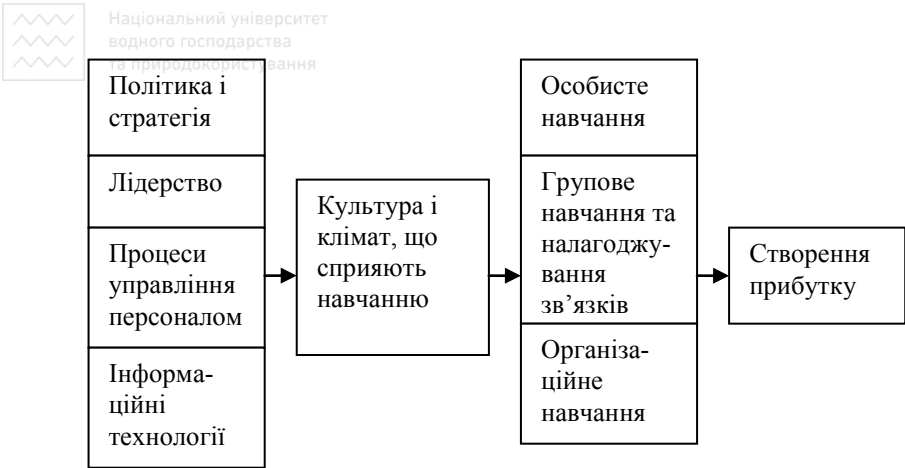 Національний університет
водного господарства
та природокористування
Політика і
стратегія
Лідерство
Процеси
управління
персоналом
Інформа-
ційні
технології
Культура і
клімат, що
сприяють
навчанню
Особисте
навчання
Групове
навчання та
налагоджу-
вання
зв’язків
Організа-
ційне
навчання
Створення
прибутку